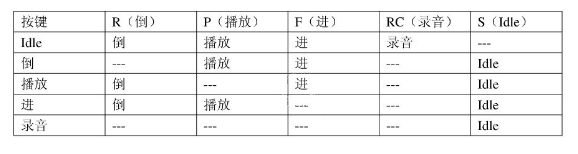 按键 R（倒） P（播放） F（进） RC（录音） S（Idle）
Idle 倒 播放 进 录音 ---
倒 --- 播放 进 --- Idle
播放 倒 --- 进 --- Idle
进 倒 播放 --- --- Idle
录音 --- --- --- --- Idle